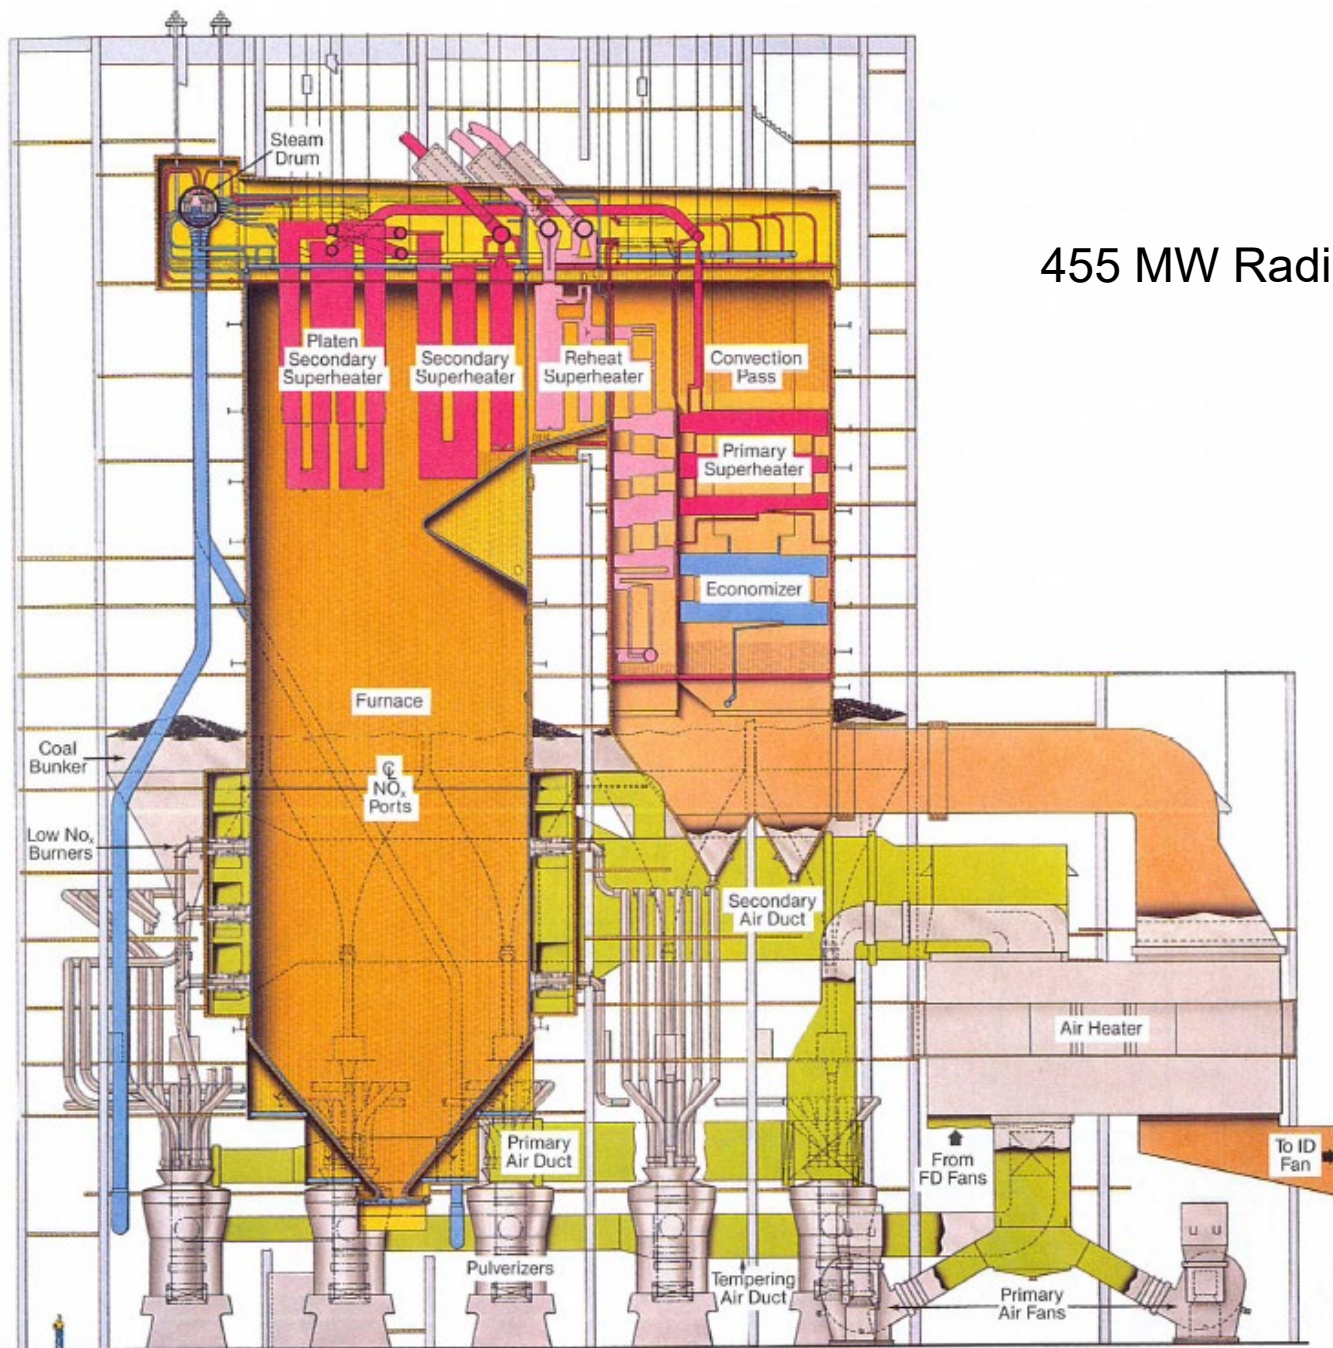 Steam
Drum
455 MW Radi
Platen
Secondary
Superheater
Secondary
Superheater
Reheat
Superheater
Convection
Pass
Primary
Superheater
Economizer
Furnace
Coal
Bunker
℄
NOx
Ports
Low Nox
Burners
Secondary
Air Duct
Air Heater
Primary
Air Duct
From
FD Fans
To ID
Fan
Pulverizers
Tempering
Air Duct
Primary
Air Fans